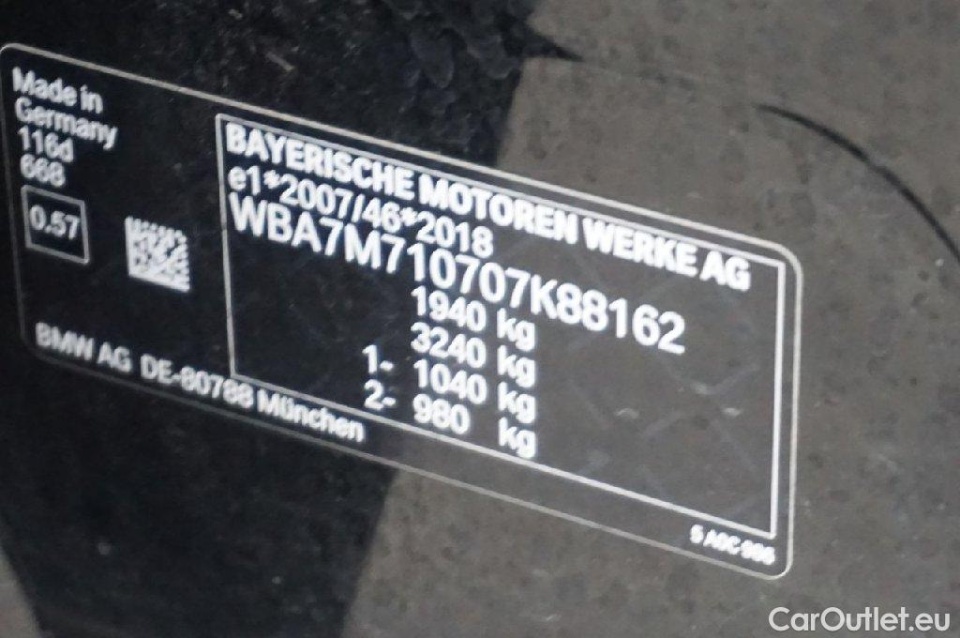 Made in
Germany
116d
668
0.57
BMW AG DE-80788 München
BAYERISCHE MOTOREN WERKE AG
e1*2007/46*2018
WBA7M710707K88162
1940 kg
3240 kg
1- 1040 kg
2- 980 kg
CarOutlet.eu